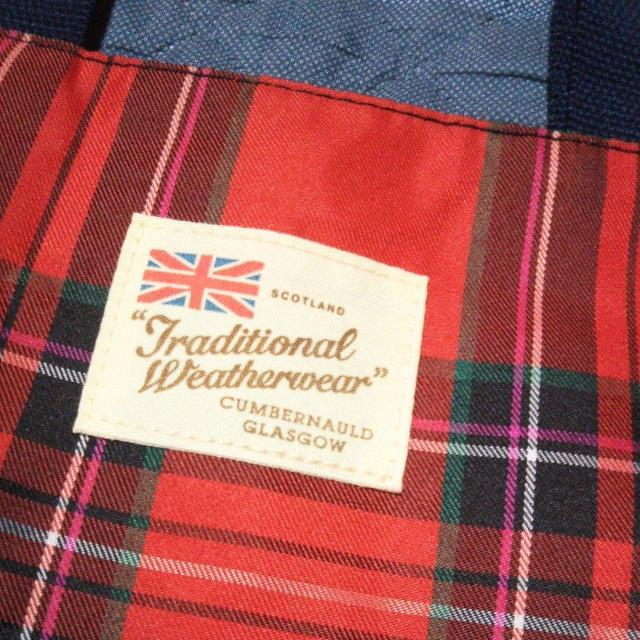 SCOTLAND
"Traditional
Weatherwear"
CUMBERNAULD
GLASGOW